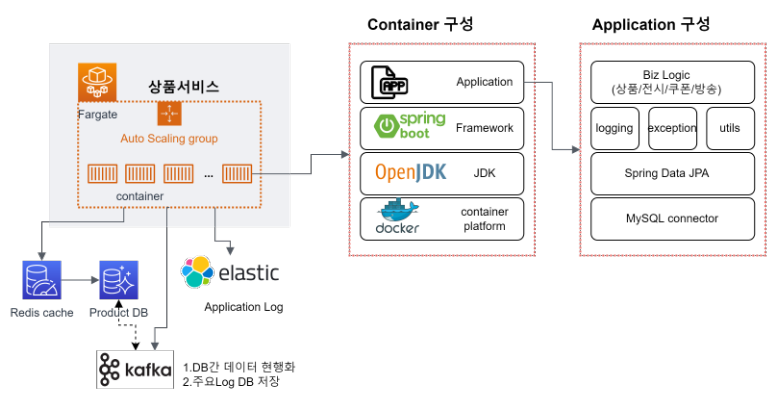 Container 구성
Application 구성
상품서비스
Fargate
Auto Scaling group
...
container
Redis cache
Product DB
elastic
Application Log
kafka
1.DB간 데이터 현행화
2.주요Log DB 저장
APP
Application
spring
boot
Framework
OpenJDK
JDK
docker
container
platform
Biz Logic
(상품/전시/쿠폰/방송)
logging
exception
utils
Spring Data JPA
MySQL connector